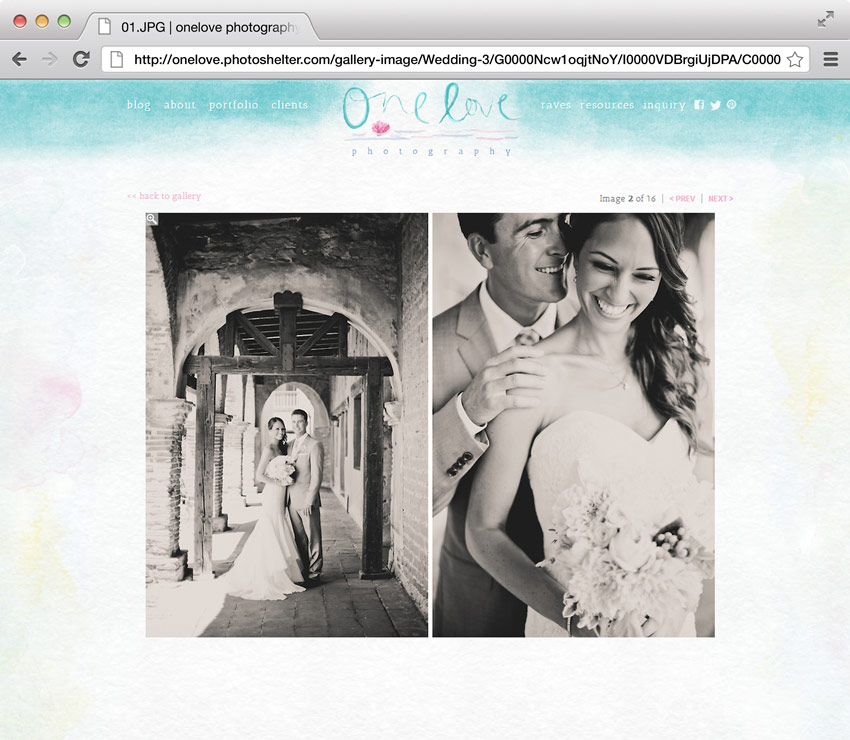 01.JPG | onelove photography
http://onelove.photoshelter.com/gallery-image/Wedding-3/G0000Ncw1oqjtNoY/I0000VDBrgiUjDPA/C0000
blog about portfolio clients
One love
photography
raves resources inquiry
<< back to gallery
Image 2 of 16 | < PREV | NEXT >